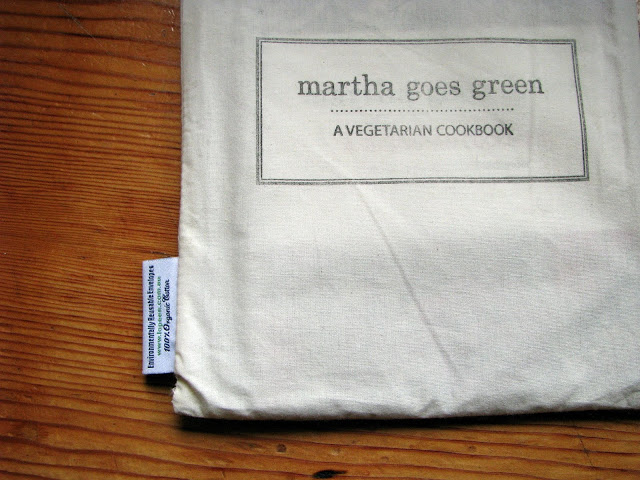 martha goes green
A VEGETARIAN COOKBOOK
Environmentally Reusable Envelopes
100% Organic Cotton